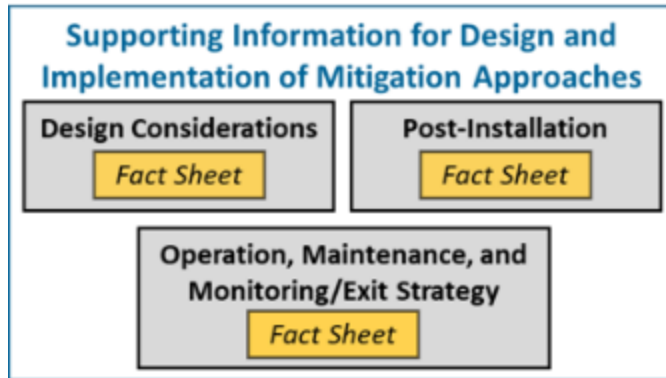 Supporting Information for Design and
Implementation of Mitigation Approaches
Design Considerations
Fact Sheet
Post-Installation
Fact Sheet
Operation, Maintenance, and
Monitoring/Exit Strategy
Fact Sheet